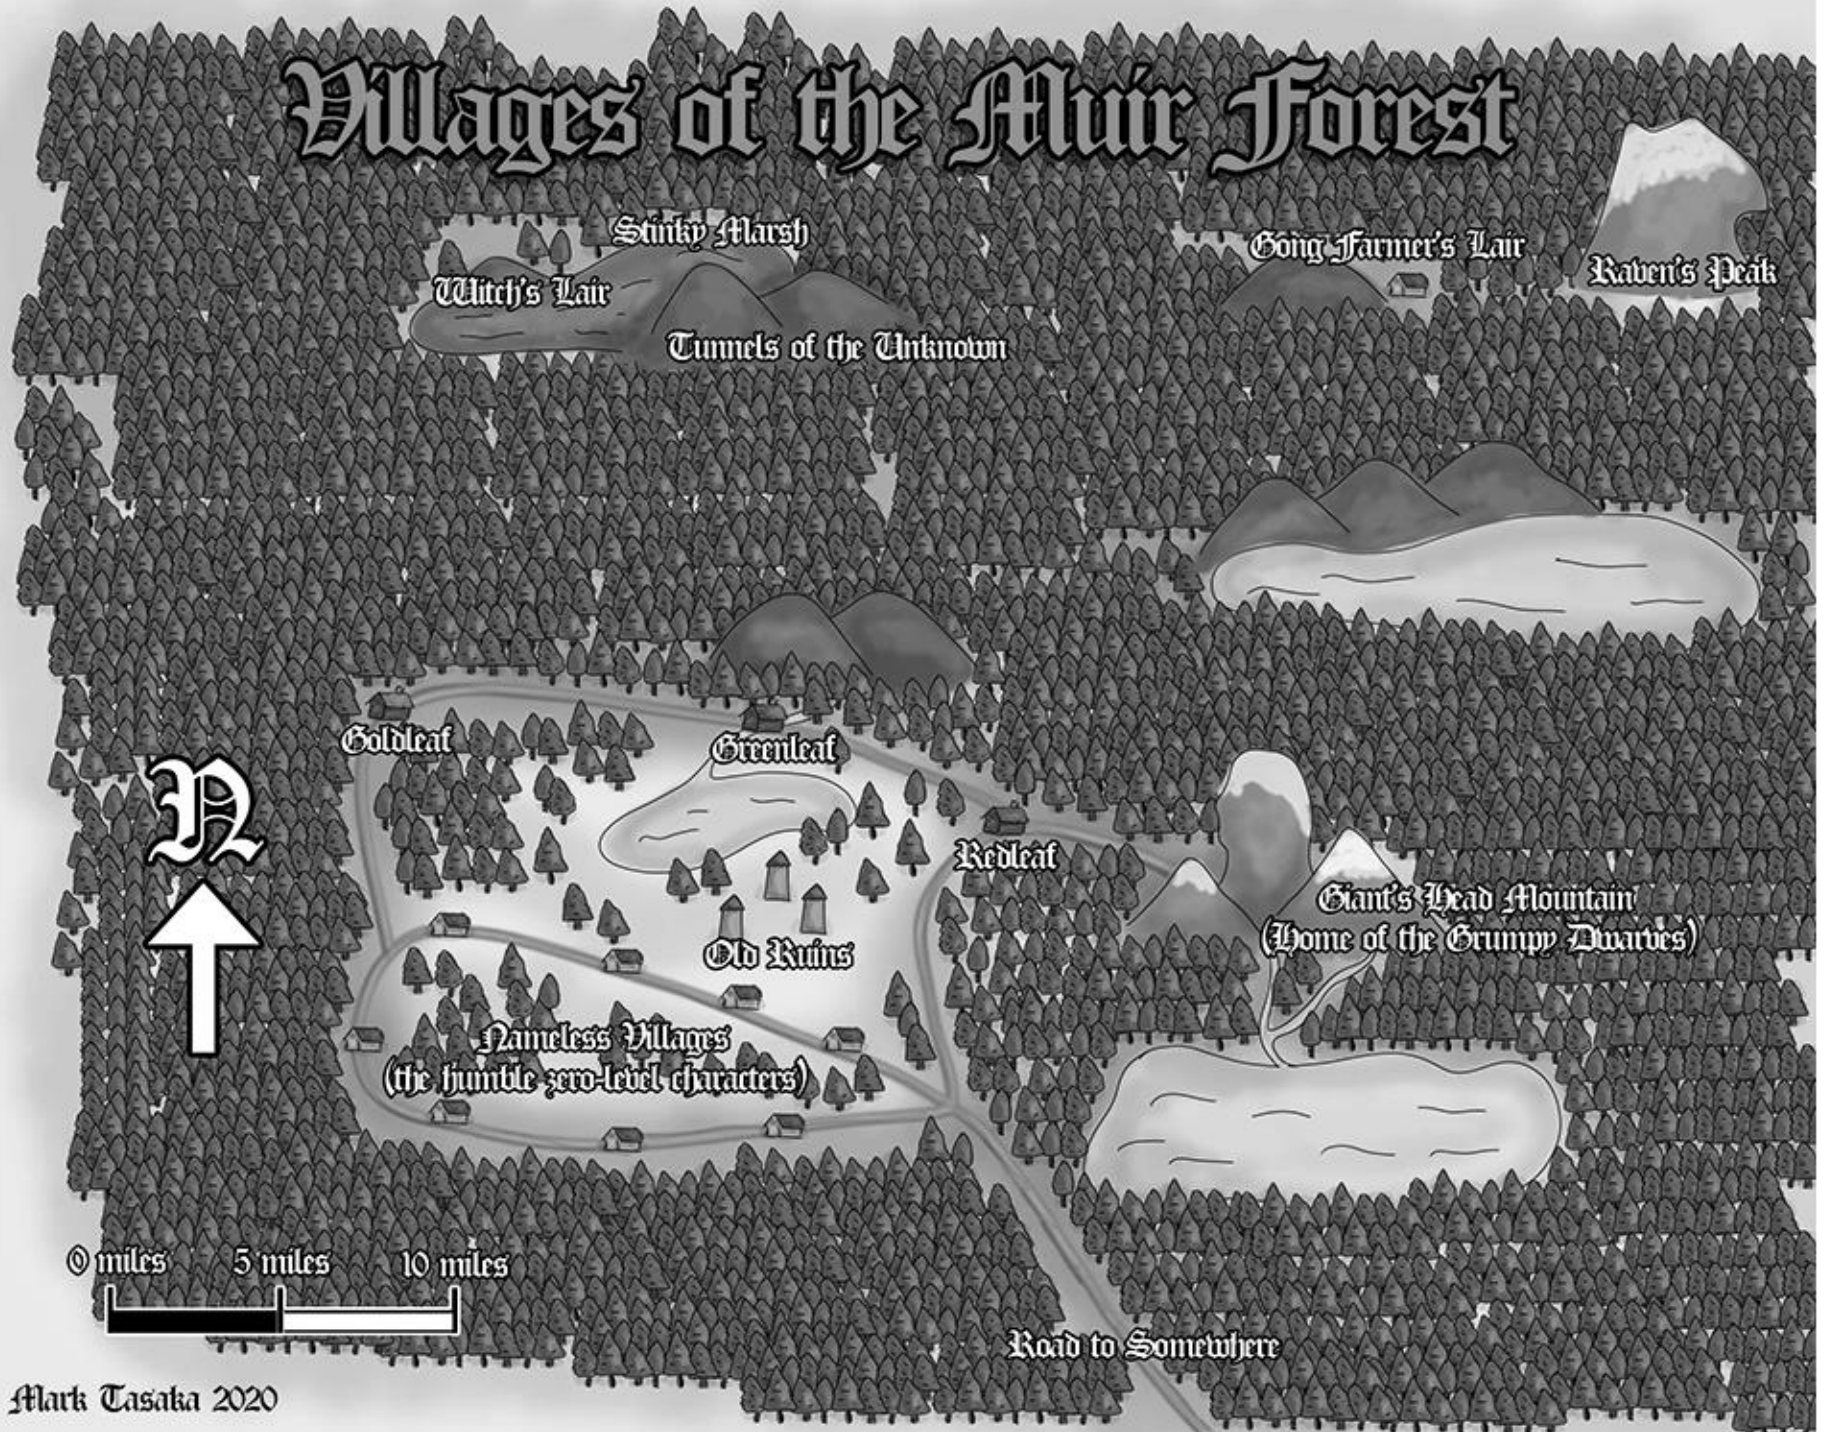 Villages of the Muir Forest
Stinky Marsh
Gong Farmer's Lair
Raven's Peak
Witch's Lair
Tunnels of the Unknown
Goldleaf
Greenleaf
Redleaf
N
Giant's Head Mountain
(Home of the Grumpy Dwarves)
Old Ruins
Nameless Villages
(the humble zero-level characters)
0 miles 5 miles 10 miles
Road to Somewhere
Mark Tasaka 2020